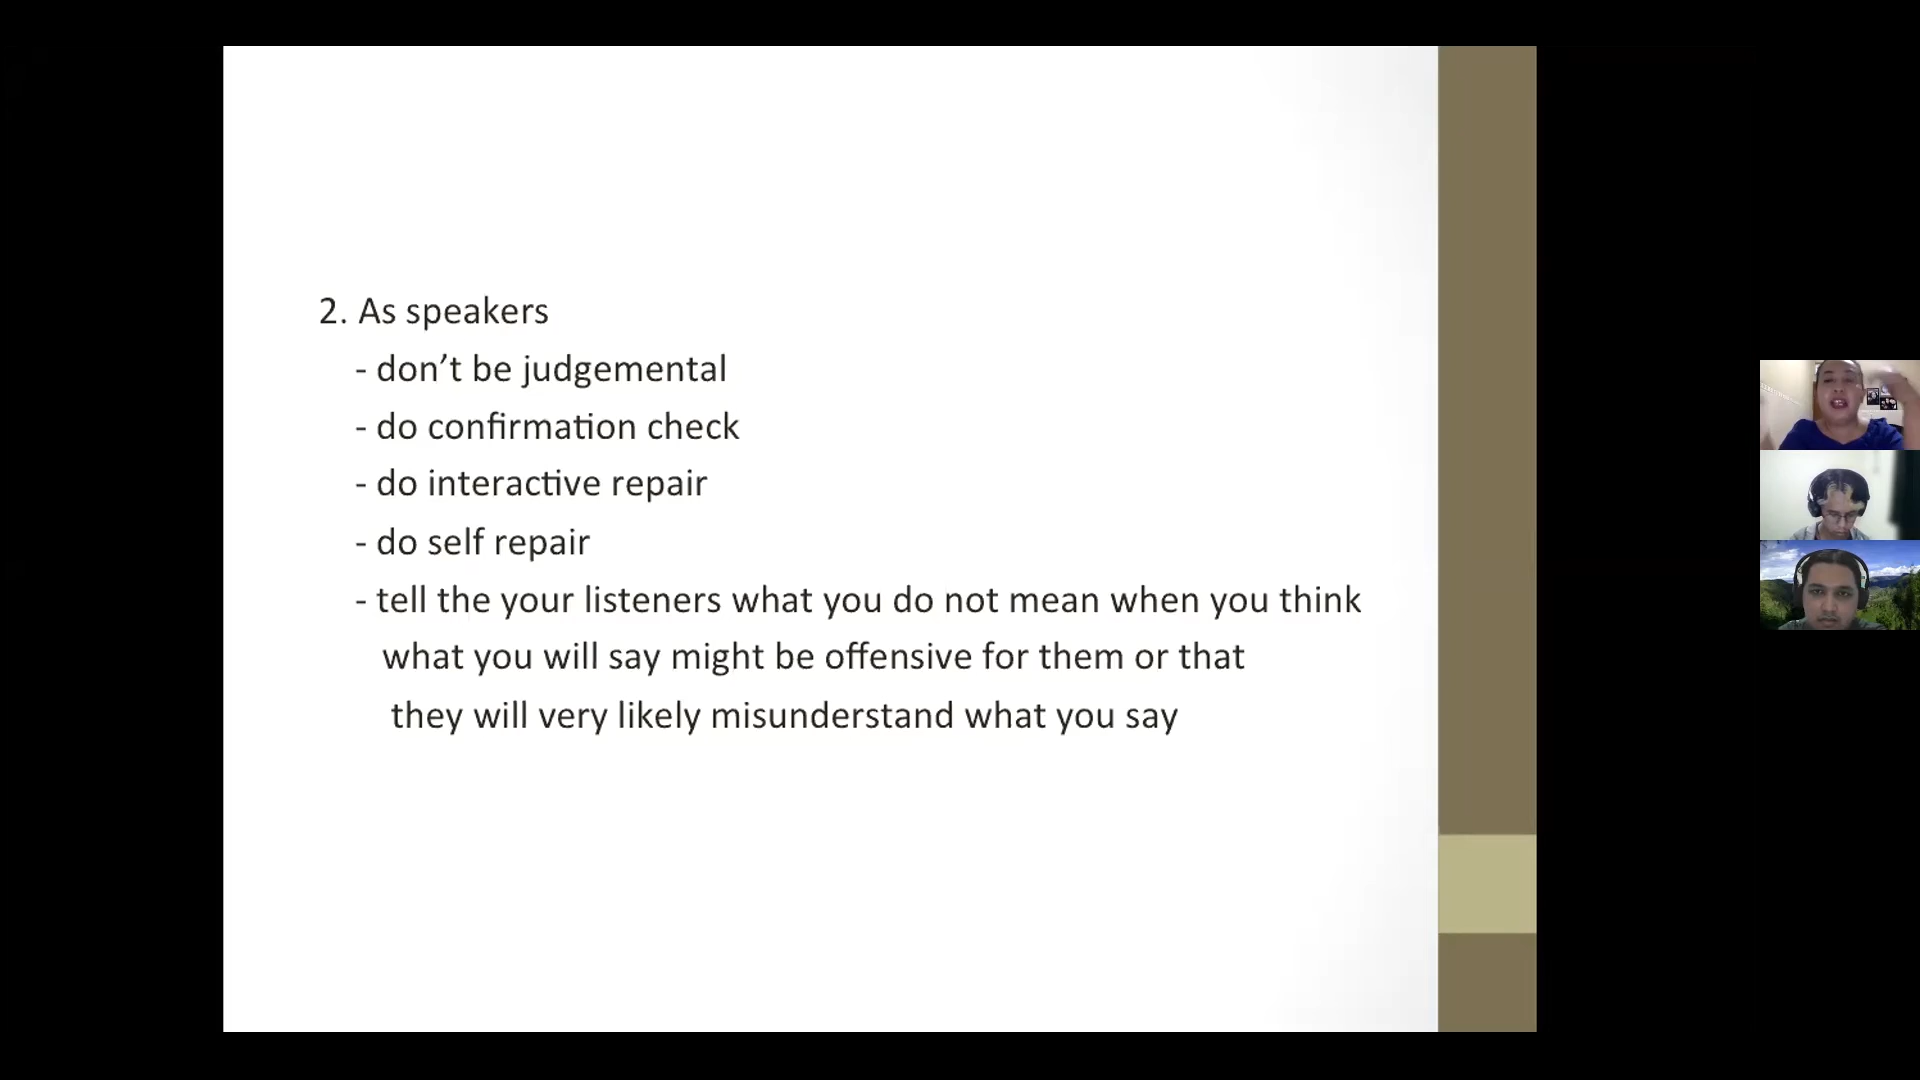 2. As speakers
- don’t be judgemental
- do confirmation check
- do interactive repair
- do self repair
- tell the your listeners what you do not mean when you think
what you will say might be offensive for them or that
they will very likely misunderstand what you say